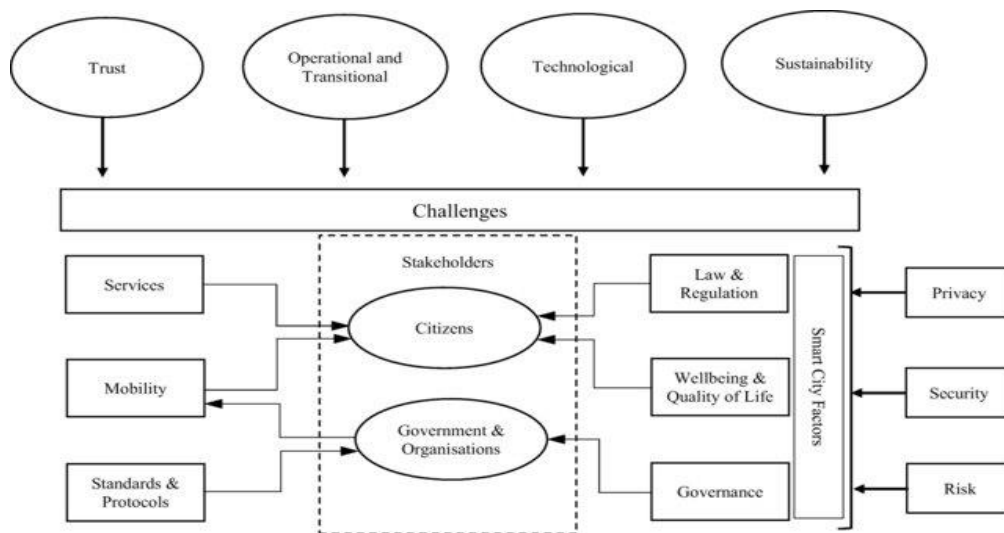 Trust
Operational and
Transitional
Technological
Sustainability
Challenges
Stakeholders
Services
Citizens
Law &
Regulation
Privacy
Mobility
Wellbeing &
Quality of Life
Smart City Factors
Security
Government &
Organisations
Standards &
Protocols
Governance
Risk